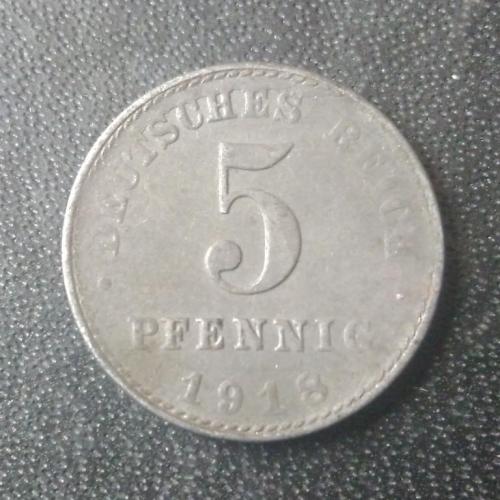 DEUTSCHES REICH
5
PFENNIG
1918